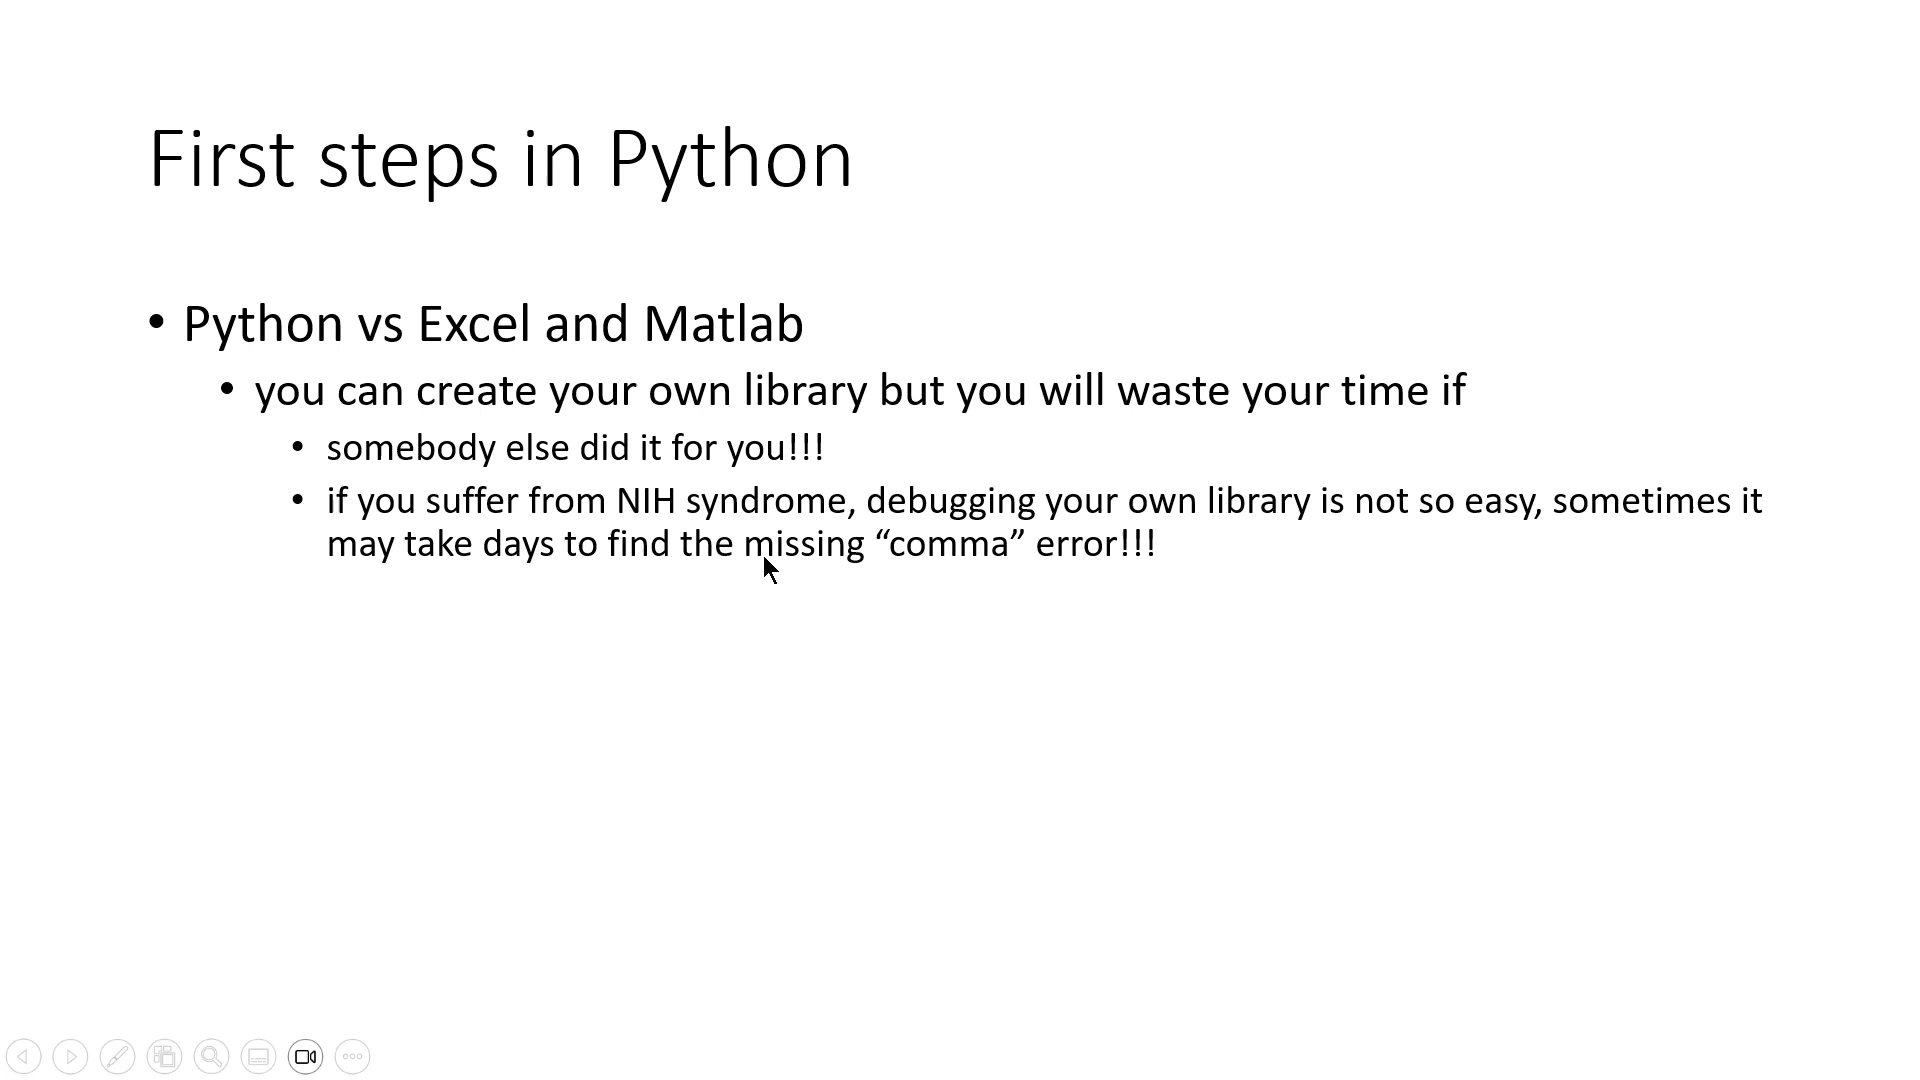 First steps in Python
• Python vs Excel and Matlab
• you can create your own library but you will waste your time if
• somebody else did it for you!!!
• if you suffer from NIH syndrome, debugging your own library is not so easy, sometimes it
may take days to find the missing “comma” error!!!